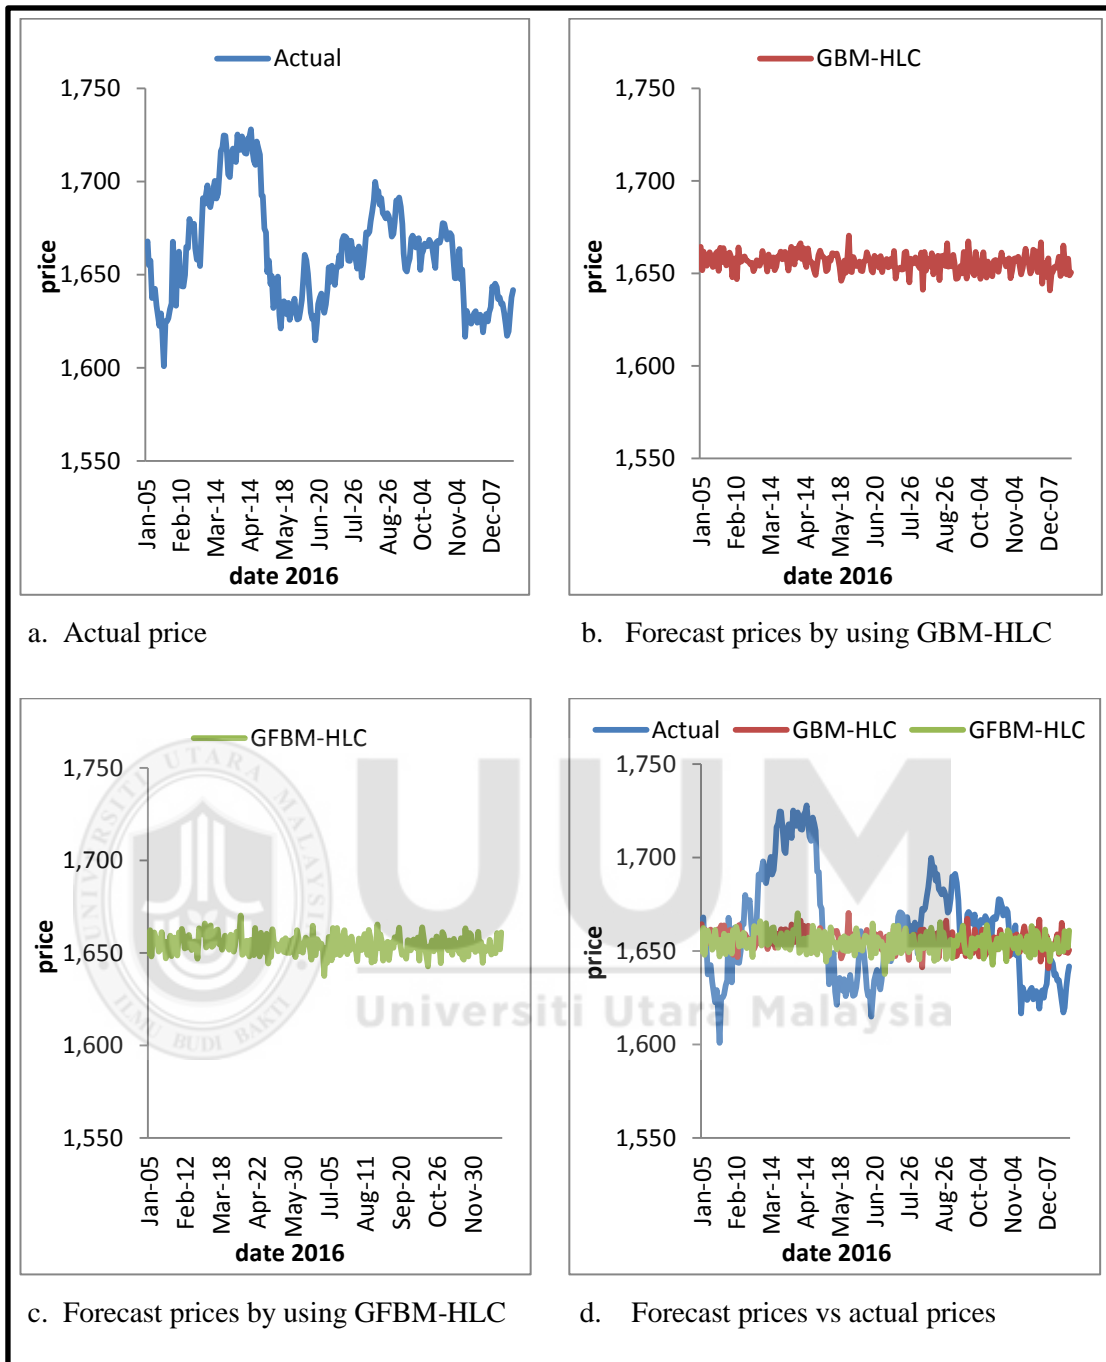 Actual
1,750
1,700
1,650
1,600
1,550
price
Jan-05
Feb-10
Mar-14
Apr-14
May-18
Jun-20
Jul-26
Aug-26
Oct-04
Nov-04
Dec-07
date 2016
a. Actual price
GBM-HLC
1,750
1,700
1,650
1,600
1,550
price
Jan-05
Feb-10
Mar-14
Apr-14
May-18
Jun-20
Jul-26
Aug-26
Oct-04
Nov-04
Dec-07
date 2016
b. Forecast prices by using GBM-HLC
GFBM-HLC
1,750
1,700
1,650
1,600
1,550
price
Jan-05
Feb-12
Mar-18
Apr-22
May-30
Jul-05
Aug-11
Sep-20
Oct-26
Nov-30
date 2016
c. Forecast prices by using GFBM-HLC
Actual GBM-HLC GFBM-HLC
1,750
1,700
1,650
1,600
1,550
price
Jan-05
Feb-10
Mar-14
Apr-14
May-18
Jun-20
Jul-26
Aug-26
Oct-04
Nov-04
Dec-07
date 2016
d. Forecast prices vs actual prices
UNIVERSITI UTARA MALAYSIA
ILMU BUDI BAKTI
UUM
Universiti Utara Malaysia